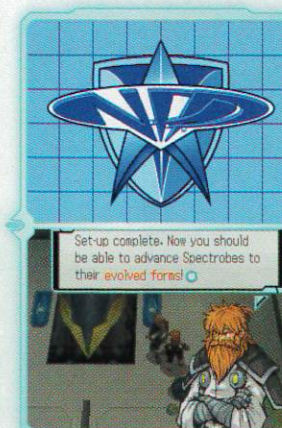 Set-up complete. Now you should
be able to advance Spectrobes to
their evolved forms!